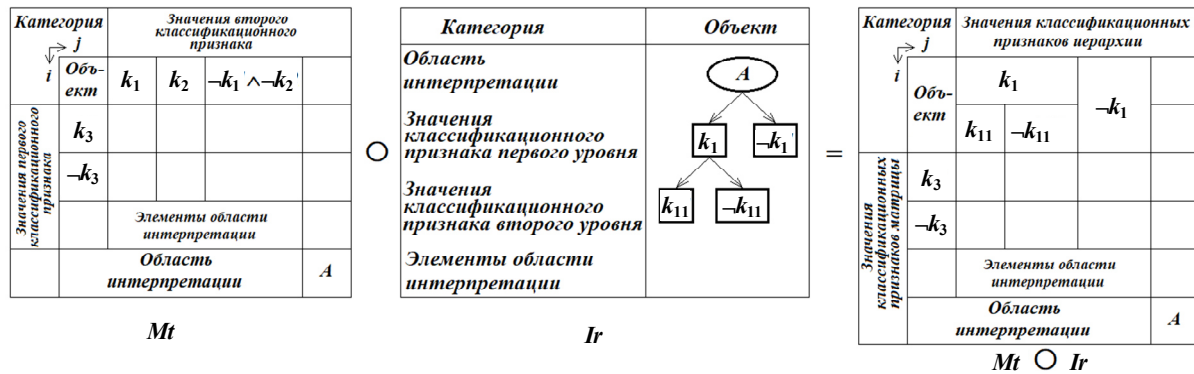 Категория
j
i
Значения второго
классификационного
признака
Объ-
ект
k1
k2
¬k1' ∧ ¬k2'
Значения первого
классификационного
признака
k3
¬k3
Элементы области
интерпретации
Область
интерпретации
A
Mt
Категория
Объект
Область
интерпретации
A
Значения
классификационного
признака первого уровня
k1
¬k1'
Значения
классификационного
признака второго уровня
k11
¬k11
Элементы области
интерпретации
Ir
=
Категория
j
i
Значения классификационных
признаков иерархии
Объ-
ект
k1
¬k1
k11
¬k11
Значения
классификационных
признаков матрицы
k3
¬k3
Элементы области
интерпретации
Область
интерпретации
A
Mt ○ Ir